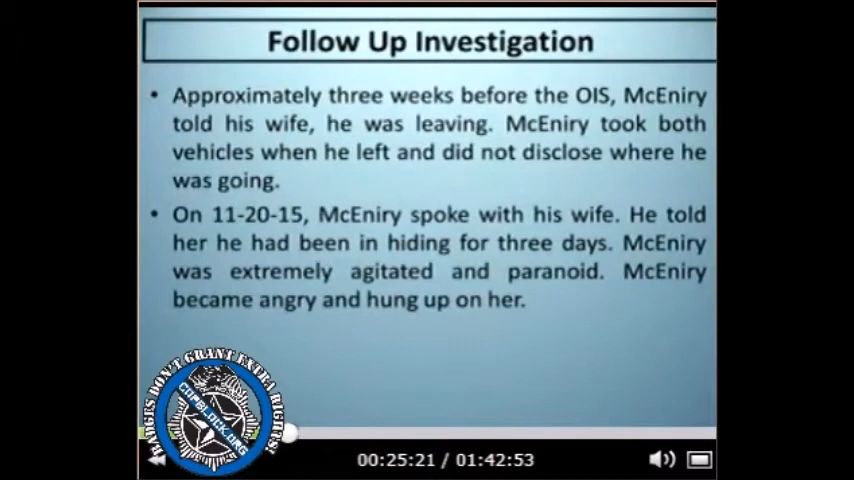 Follow Up Investigation
• Approximately three weeks before the OIS, McEniry
told his wife, he was leaving. McEniry took both
vehicles when he left and did not disclose where he
was going.
• On 11-20-15, McEniry spoke with his wife. He told
her he had been in hiding for three days. McEniry
was extremely agitated and paranoid. McEniry
became angry and hung up on her.
BADGES DON'T GRANT EXTRA RIGHTS!
COPBLOCK.ORG
00:25:21 / 01:42:53